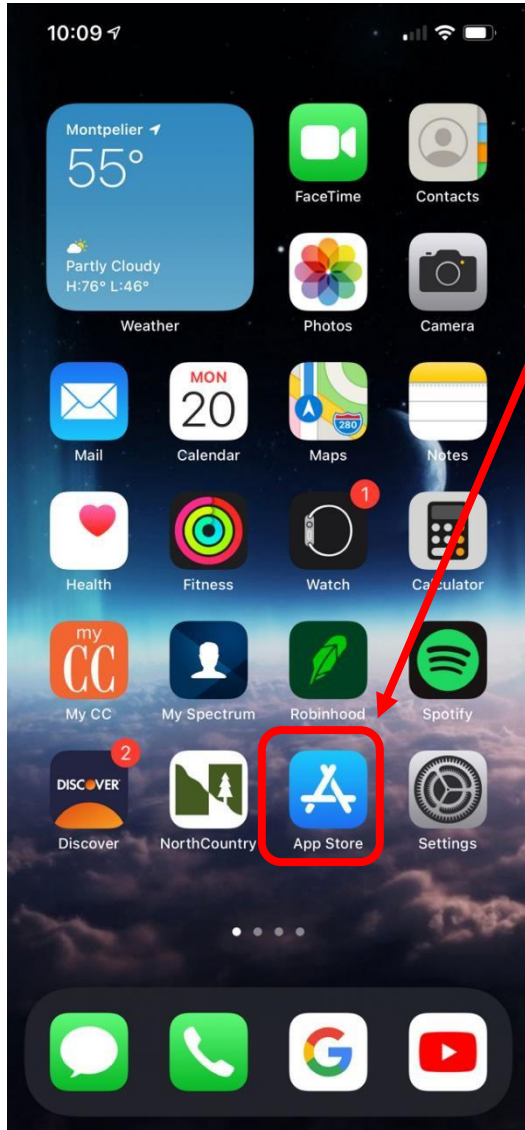 10:09
Montpelier
55°
Partly Cloudy
H:76° L:46°
Weather
FaceTime
Contacts
Photos
Camera
MON
20
280
Mail
Calendar
Maps
Notes
1
Health
Fitness
Watch
Calculator
my
CC
My CC
My Spectrum
Robinhood
Spotify
2
DISCOVER
Discover
NorthCountry
App Store
Settings
G